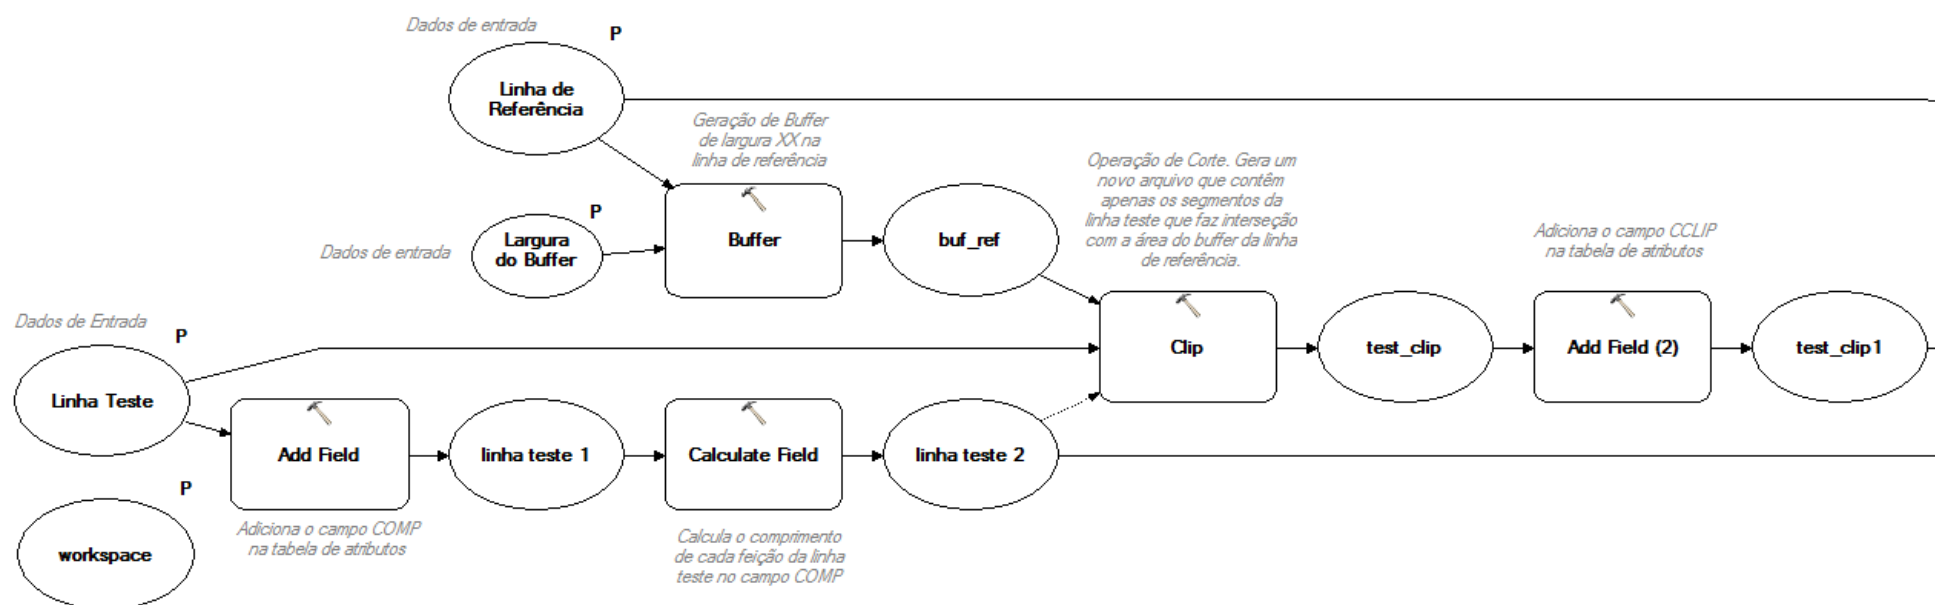 Dados de entrada
P
Linha de
Referência
Geração de Buffer
de largura XX na
linha de referência
P
Largura
do Buffer
Dados de entrada
Buffer
buf_ref
Operação de Corte. Gera um
novo arquivo que contêm
apenas os segmentos da
linha teste que faz interseção
com a área do buffer da linha
de referência.
Adiciona o campo CCLIP
na tabela de atributos
Dados de Entrada
P
Linha Teste
Clip
test_clip
Add Field (2)
test_clip1
Add Field
linha teste 1
Calculate Field
linha teste 2
P
workspace
Adiciona o campo COMP
na tabela de atributos
Calcula o comprimento
de cada feição da linha
teste no campo COMP